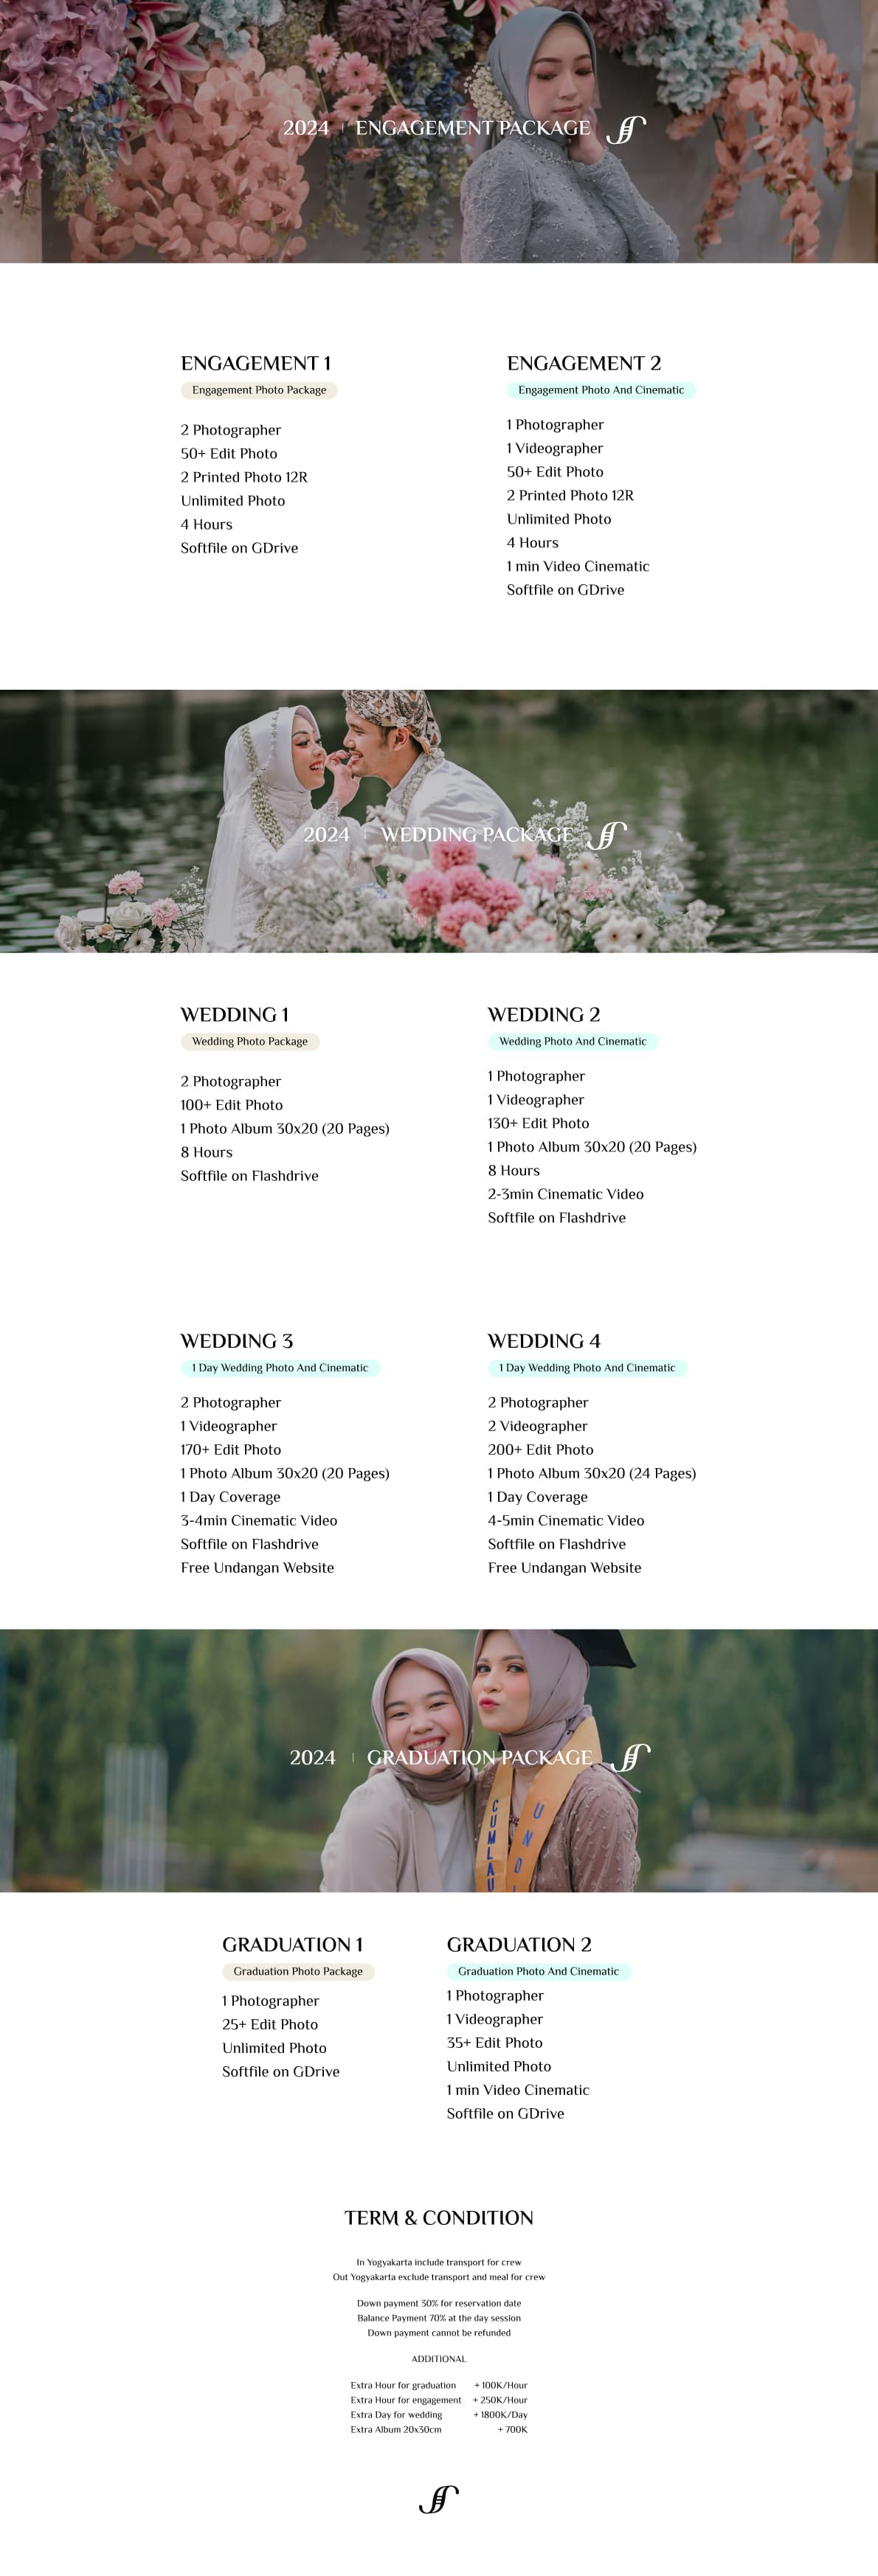 2024 | ENGAGEMENT PACKAGE
ENGAGEMENT 1
Engagement Photo Package
2 Photographer
50+ Edit Photo
2 Printed Photo 12R
Unlimited Photo
4 Hours
Softfile on GDrive
ENGAGEMENT 2
Engagement Photo And Cinematic
1 Photographer
1 Videographer
50+ Edit Photo
2 Printed Photo 12R
Unlimited Photo
4 Hours
1 min Video Cinematic
Softfile on GDrive
2024 | WEDDING PACKAGE
WEDDING 1
Wedding Photo Package
2 Photographer
100+ Edit Photo
1 Photo Album 30x20 (20 Pages)
8 Hours
Softfile on Flashdrive
WEDDING 2
Wedding Photo And Cinematic
1 Photographer
1 Videographer
130+ Edit Photo
1 Photo Album 30x20 (20 Pages)
8 Hours
2-3min Cinematic Video
Softfile on Flashdrive
WEDDING 3
1 Day Wedding Photo And Cinematic
2 Photographer
1 Videographer
170+ Edit Photo
1 Photo Album 30x20 (20 Pages)
1 Day Coverage
3-4min Cinematic Video
Softfile on Flashdrive
Free Undangan Website
WEDDING 4
1 Day Wedding Photo And Cinematic
2 Photographer
2 Videographer
200+ Edit Photo
1 Photo Album 30x20 (24 Pages)
1 Day Coverage
4-5min Cinematic Video
Softfile on Flashdrive
Free Undangan Website
2024 | GRADUATION PACKAGE
CUMLAU
UNDI
GRADUATION 1
Graduation Photo Package
1 Photographer
25+ Edit Photo
Unlimited Photo
Softfile on GDrive
GRADUATION 2
Graduation Photo And Cinematic
1 Photographer
1 Videographer
35+ Edit Photo
Unlimited Photo
1 min Video Cinematic
Softfile on GDrive
TERM & CONDITION
In Yogyakarta include transport for crew
Out Yogyakarta exclude transport and meal for crew
Down payment 30% for reservation date
Balance Payment 70% at the day session
Down payment cannot be refunded
ADDITIONAL
Extra Hour for graduation + 100K/Hour
Extra Hour for engagement + 250K/Hour
Extra Day for wedding + 1800K/Day
Extra Album 20x30cm + 700K